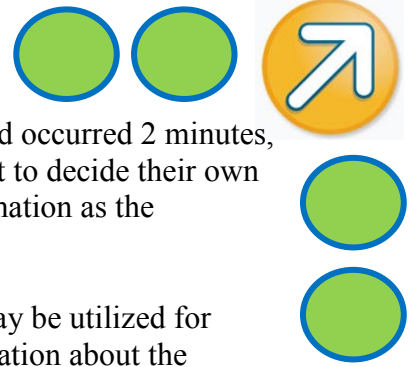 d occurred 2 minutes,
t to decide their own
nation as the
ay be utilized for
ation about the